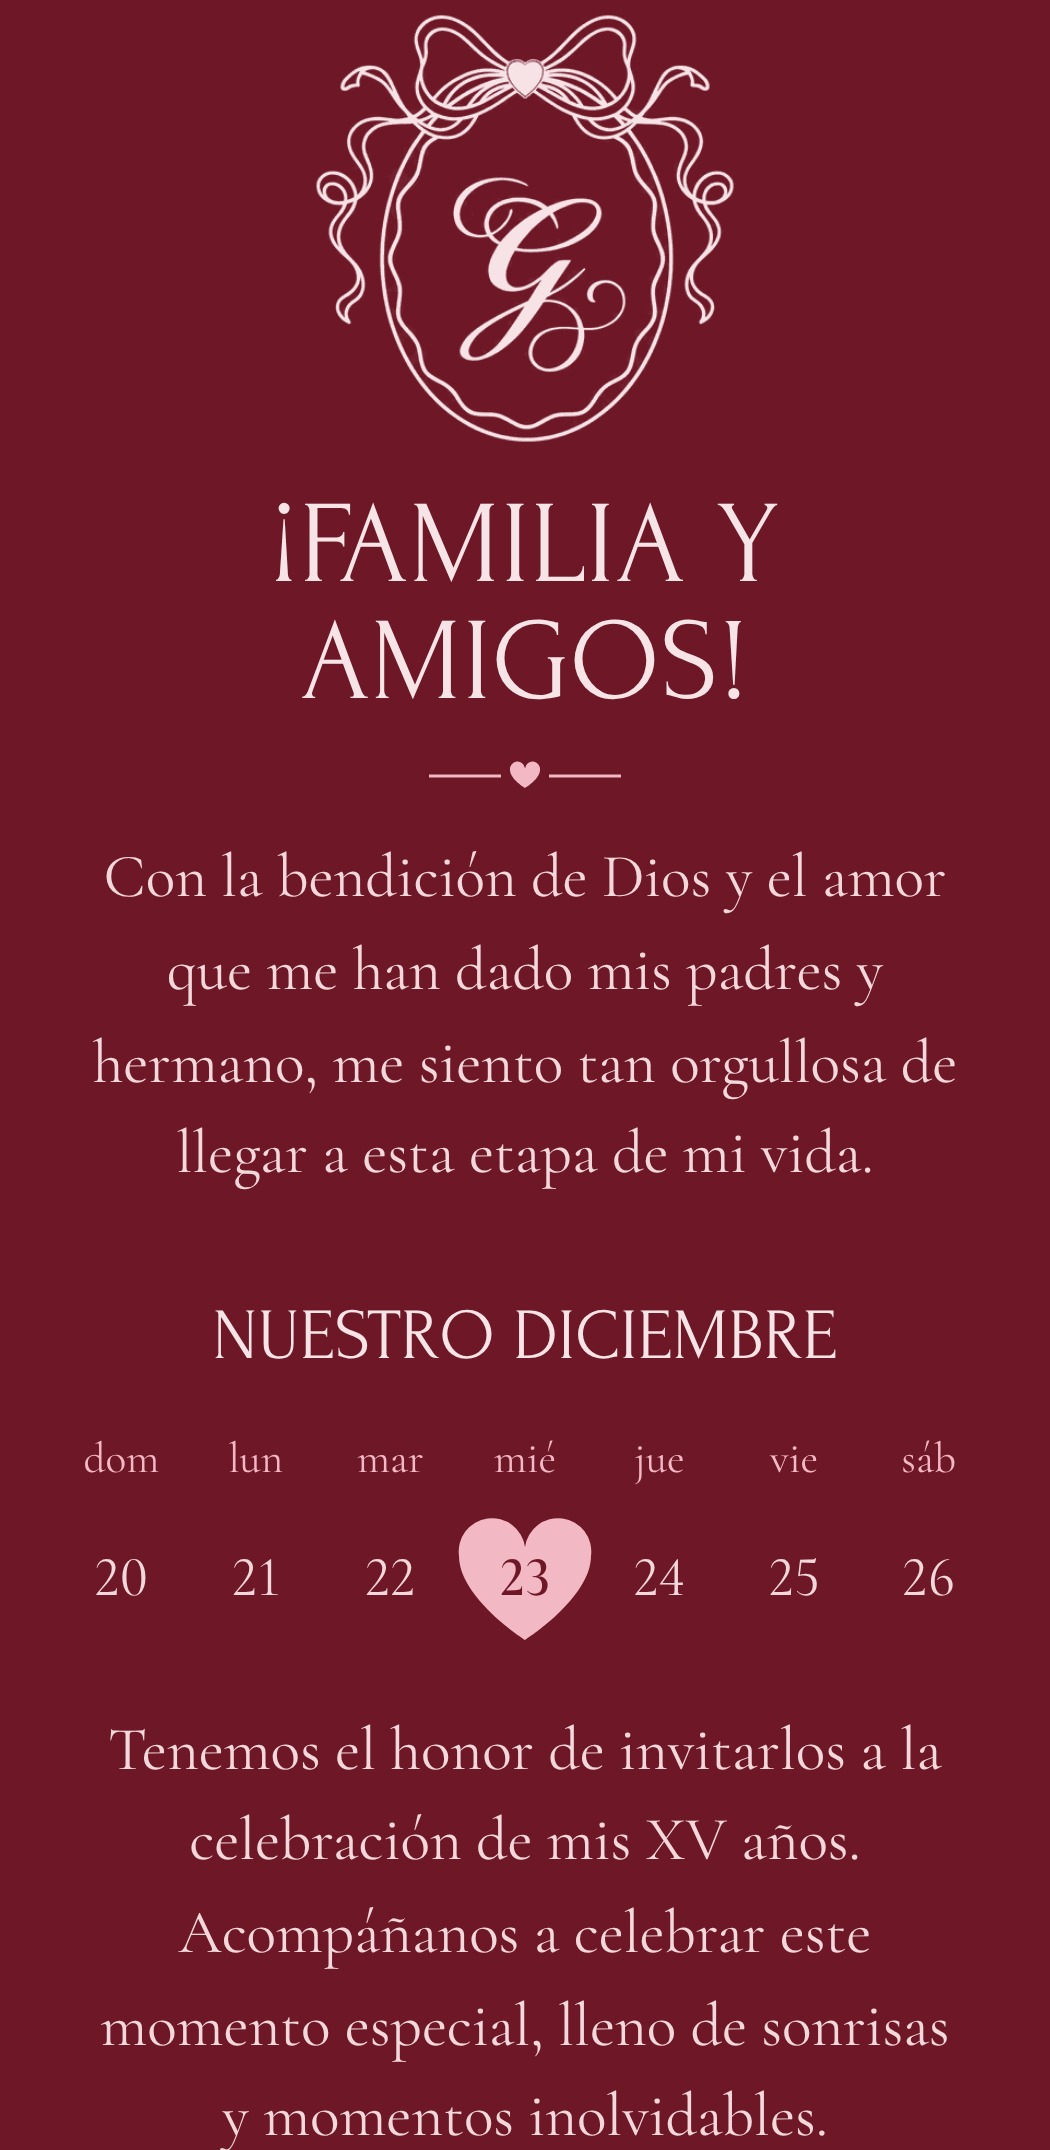 G
¡FAMILIA Y
AMIGOS!
Con la bendición de Dios y el amor
que me han dado mis padres y
hermano, me siento tan orgullosa de
llegar a esta etapa de mi vida.
NUESTRO DICIEMBRE
dom lun mar mié jue vie sáb
20 21 22 23 24 25 26
Tenemos el honor de invitarlos a la
celebración de mis XV años.
Acompáñanos a celebrar este
momento especial, lleno de sonrisas
y momentos inolvidables.